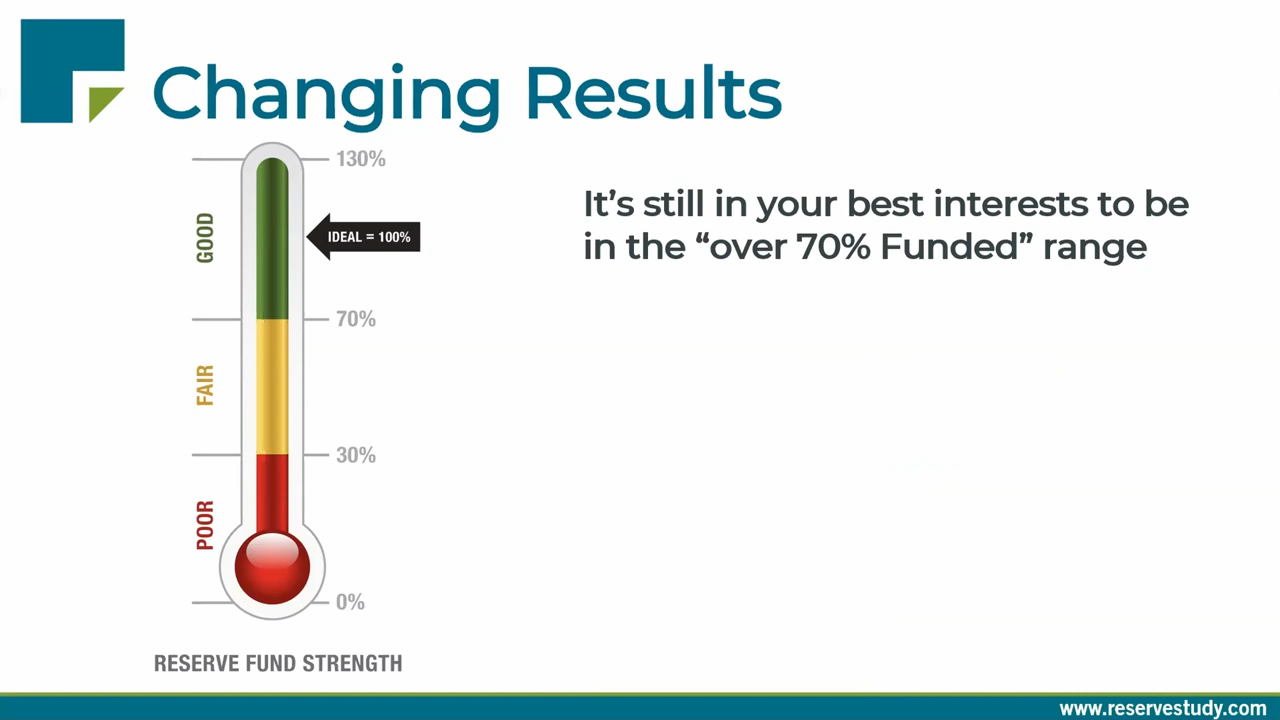 Changing Results
130%
GOOD
IDEAL = 100%
70%
FAIR
30%
POOR
0%
RESERVE FUND STRENGTH
It’s still in your best interests to be
in the “over 70% Funded” range
www.reservestudy.com